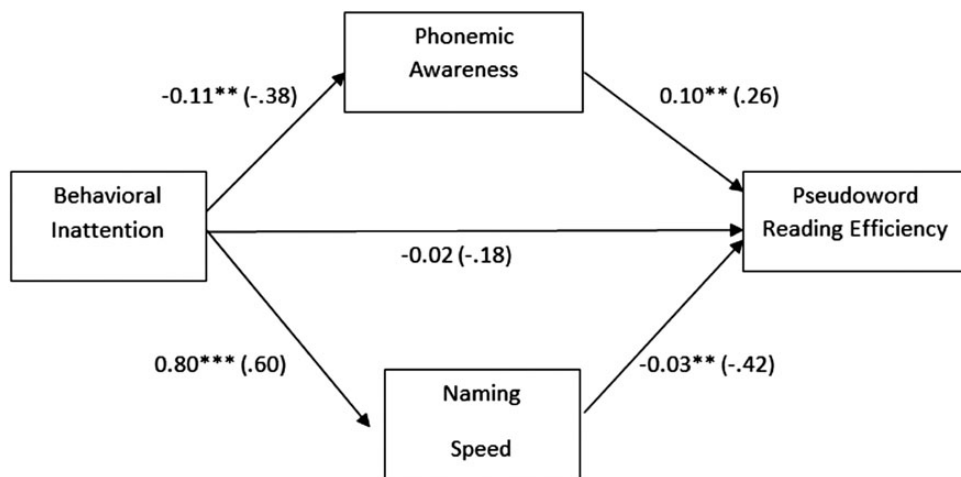 Phonemic
Awareness
-0.11** (-.38)
0.10** (.26)
Behavioral
Inattention
Pseudoword
Reading Efficiency
-0.02 (-.18)
0.80*** (.60)
-0.03** (-.42)
Naming
Speed